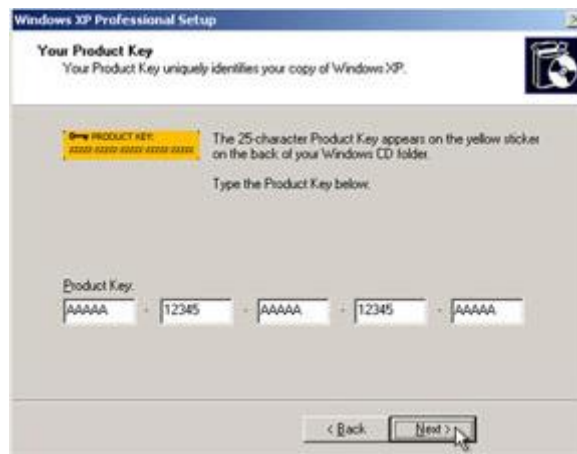 Windows XP Professional Setup
Your Product Key
Your Product Key uniquely identifies your copy of Windows XP.
PRODUCT KEY:
The 25-character Product Key appears on the yellow sticker
on the back of your Windows CD folder.
Type the Product Key below.
Product Key:
AAAAA - 12345 - AAAAA - 12345 - AAAAA
< Back
Next >